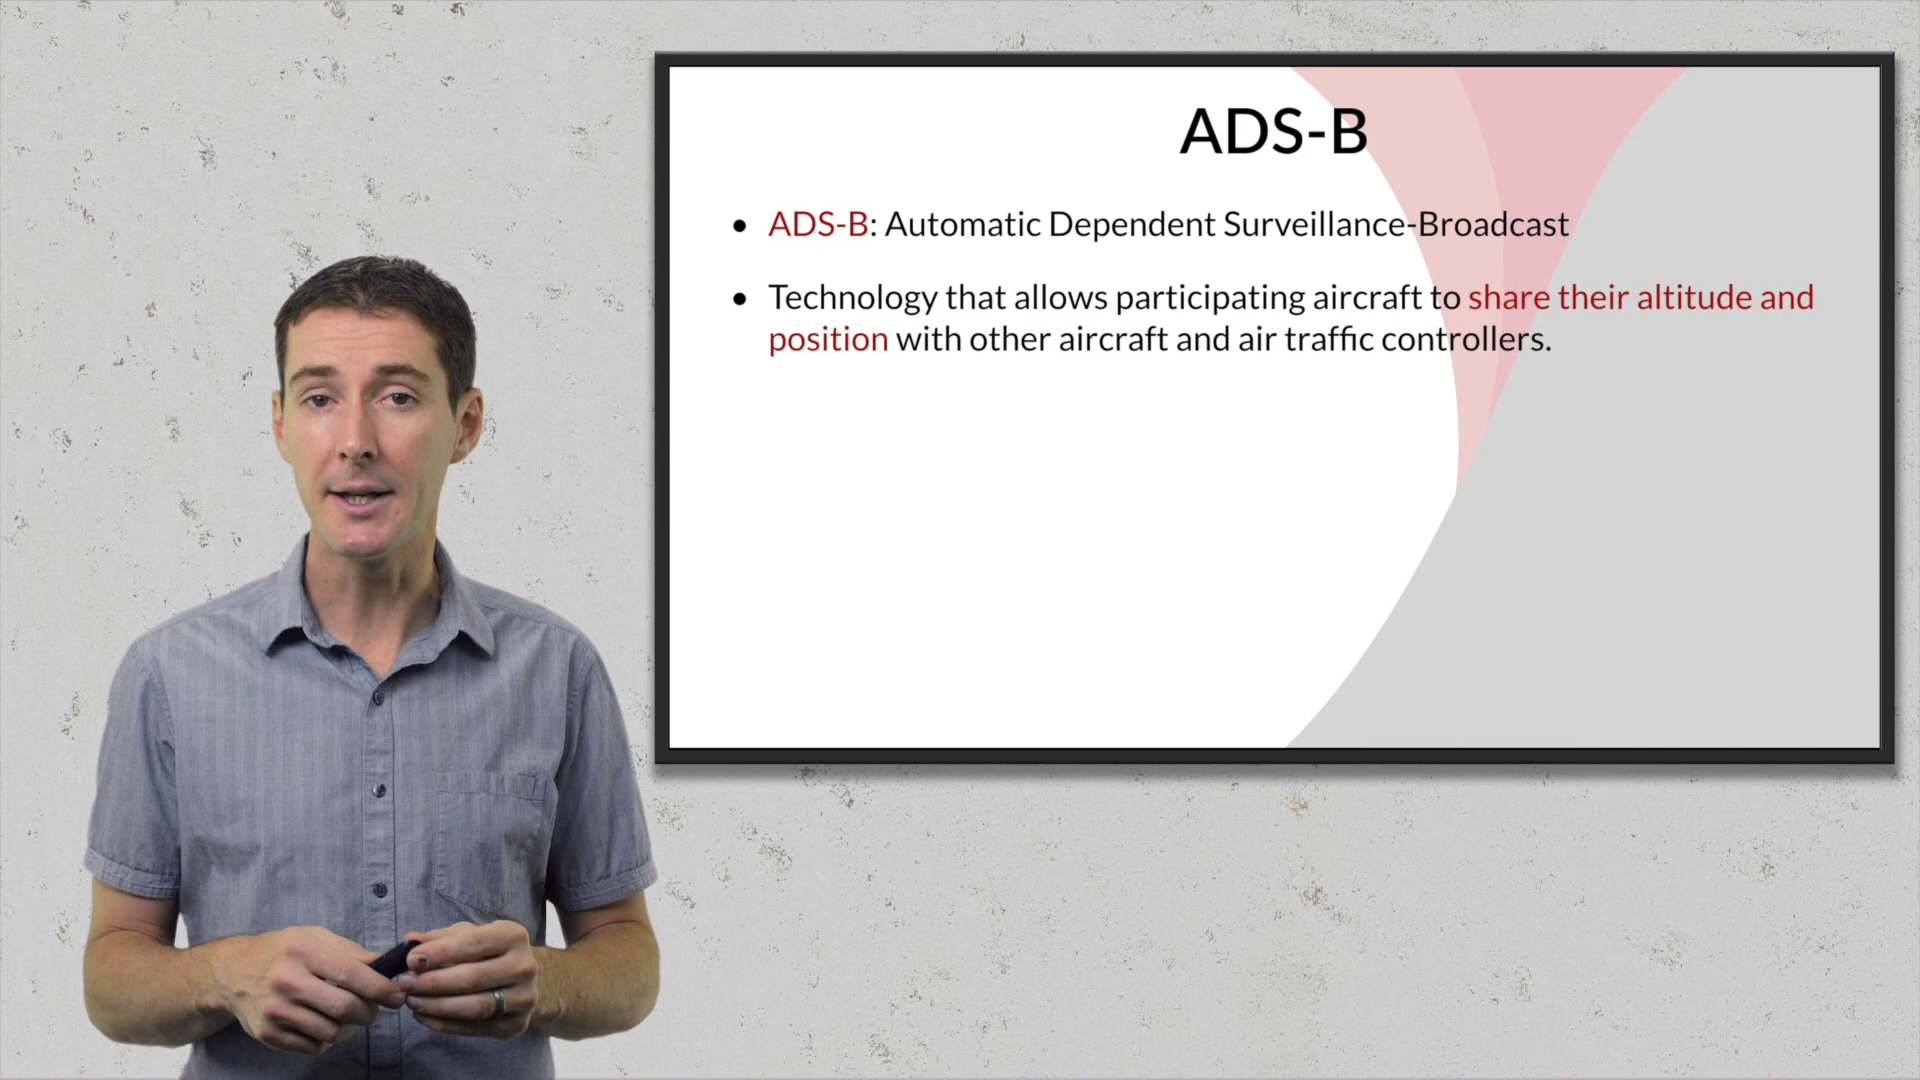 ADS-B
• ADS-B: Automatic Dependent Surveillance-Broadcast
• Technology that allows participating aircraft to share their altitude and
position with other aircraft and air traffic controllers.